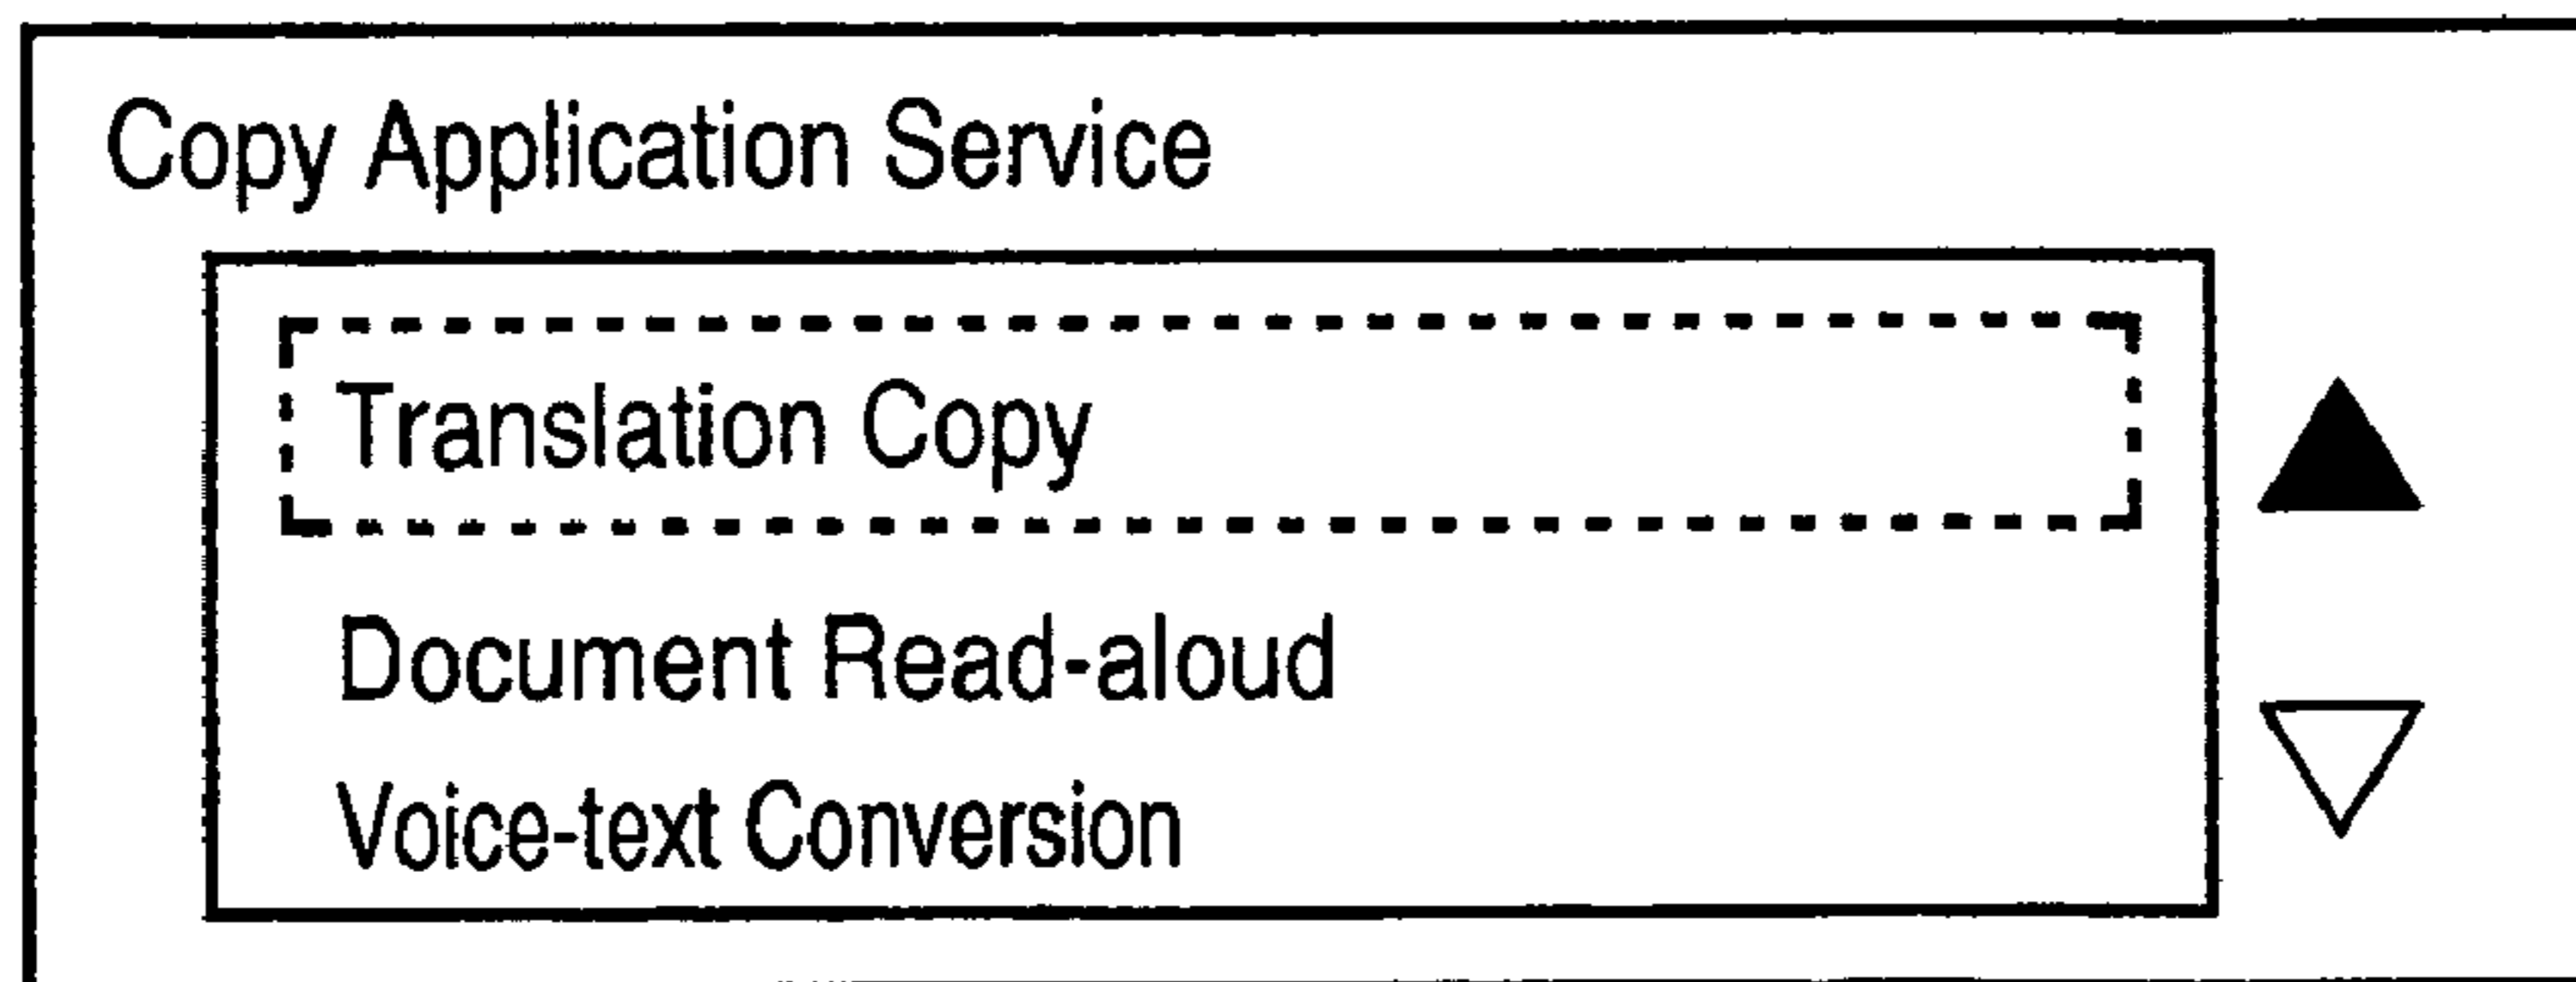 Copy Application Service
Translation Copy
Document Read-aloud
Voice-text Conversion